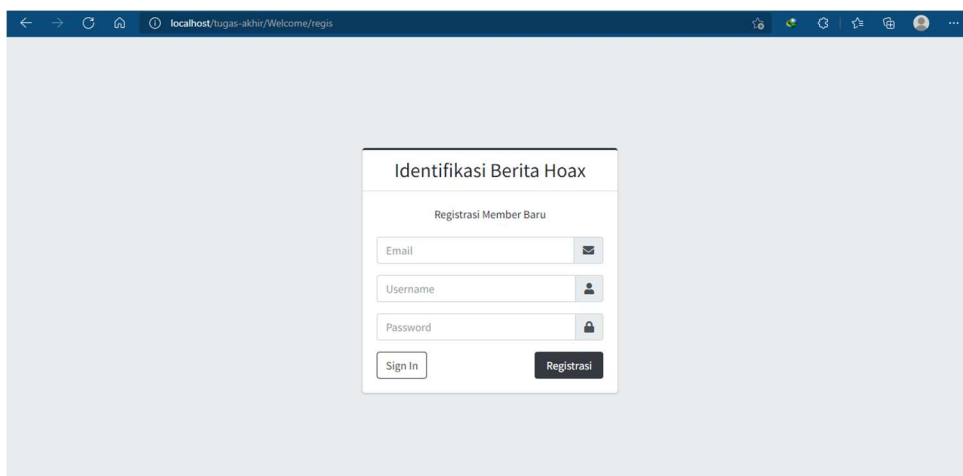 localhost/tugas-akhir/Welcome/regis
Identifikasi Berita Hoax
Registrasi Member Baru
Email
Username
Password
Sign In
Registrasi